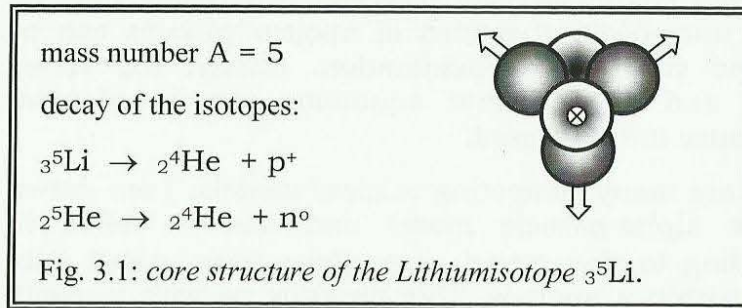 mass number A = 5
decay of the isotopes:
₃⁵Li → ₂⁴He + p⁺
₂⁵He → ₂⁴He + n⁰
Fig. 3.1: core structure of the Lithiumisotope ₃⁵Li.